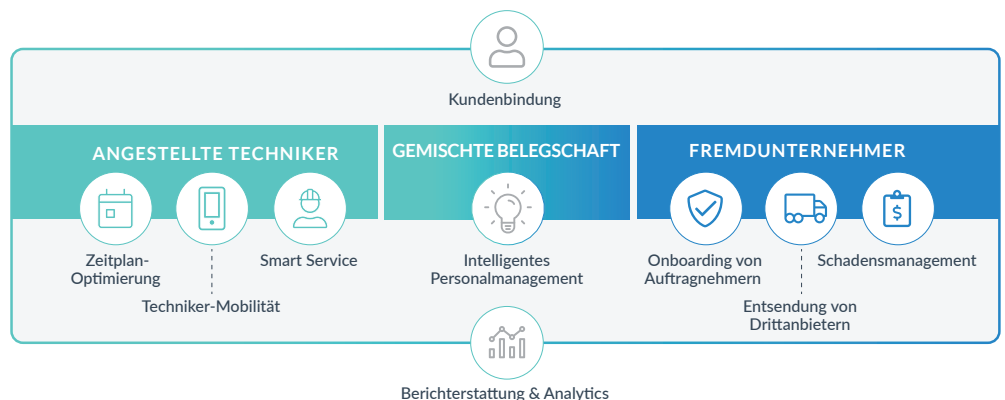 Kundenbindung
ANGESTELLTE TECHNIKER
GEMISCHTE BELEGSCHAFT
FREMDUNTERNEHMER
Zeitplan-
Optimierung
Techniker-Mobilität
Smart Service
Intelligentes
Personalmanagement
Onboarding von
Auftragnehmern
Entsendung von
Drittanbietern
Schadensmanagement
Berichterstattung & Analytics